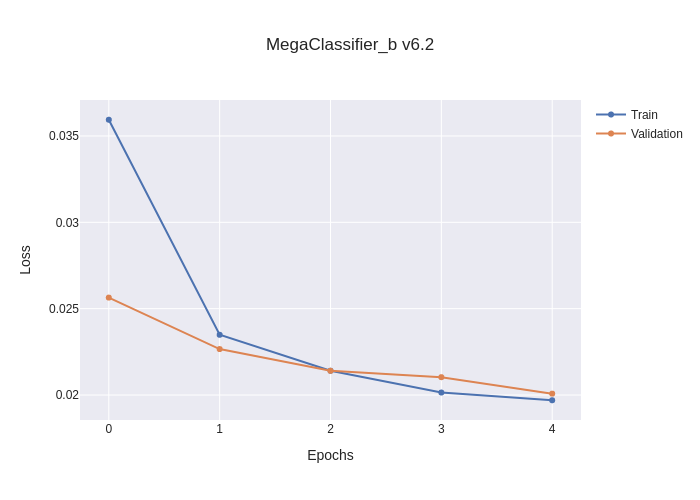 MegaClassifier_b v6.2
Train
Validation
0.035
0.03
0.025
0.02
Loss
0
1
2
3
4
Epochs